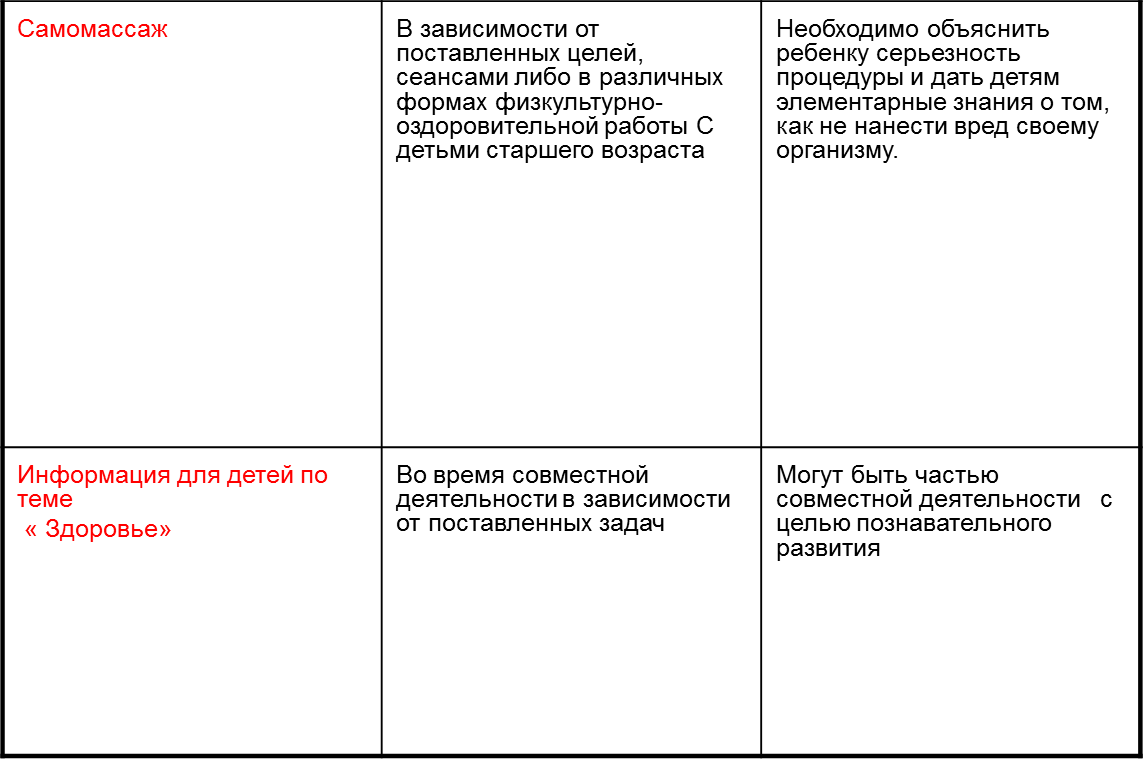 Самомассаж
В зависимости от
поставленных целей,
сеансами либо в различных
формах физкультурно-
оздоровительной работы С
детьми старшего возраста
Необходимо объяснить
ребенку серьезность
процедуры и дать детям
элементарные знания о том,
как не нанести вред своему
организму.
Информация для детей по
теме
« Здоровье»
Во время совместной
деятельности в зависимости
от поставленных задач
Могут быть частью
совместной деятельности с
целью познавательного
развития